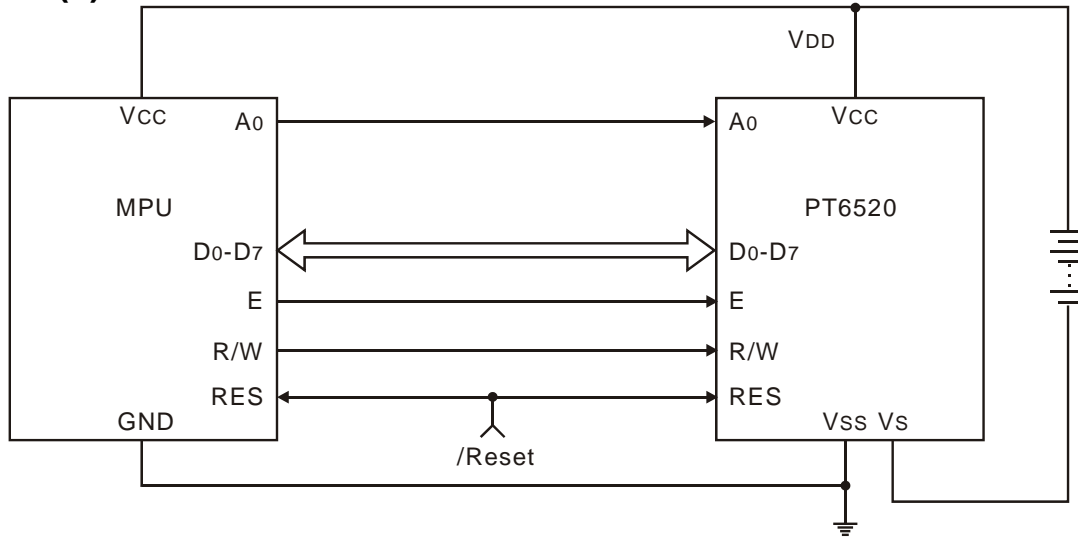 VDD
VCC
A0
MPU
D0-D7
E
R/W
RES
GND
/Reset
A0
VCC
PT6520
D0-D7
E
R/W
RES
VSS VS